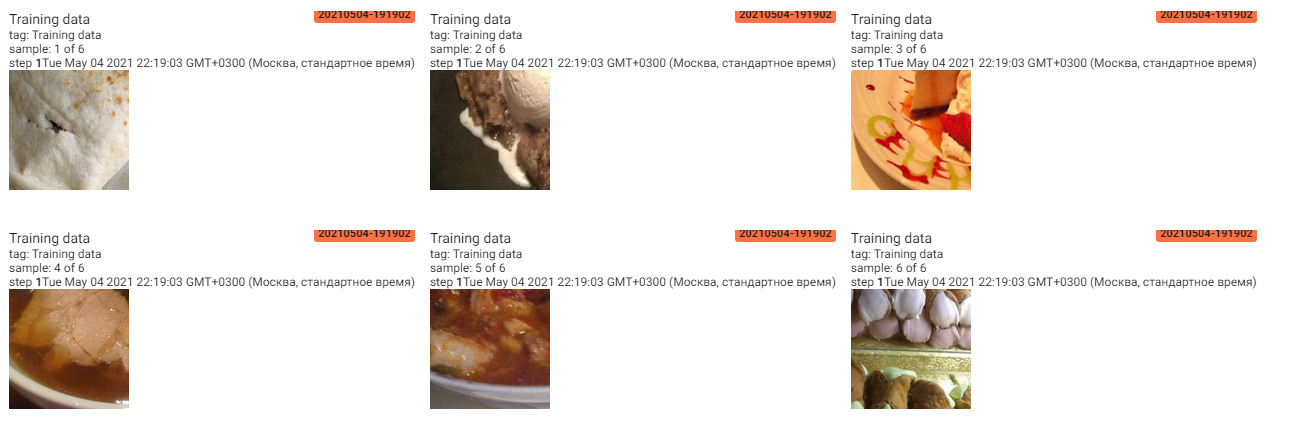 Training data 20210504-191902
tag: Training data
sample: 1 of 6
step 1Tue May 04 2021 22:19:03 GMT+0300 (Москва, стандартное время)
Training data 20210504-191902
tag: Training data
sample: 2 of 6
step 1Tue May 04 2021 22:19:03 GMT+0300 (Москва, стандартное время)
Training data 20210504-191902
tag: Training data
sample: 3 of 6
step 1Tue May 04 2021 22:19:03 GMT+0300 (Москва, стандартное время)
Training data 20210504-191902
tag: Training data
sample: 4 of 6
step 1Tue May 04 2021 22:19:03 GMT+0300 (Москва, стандартное время)
Training data 20210504-191902
tag: Training data
sample: 5 of 6
step 1Tue May 04 2021 22:19:03 GMT+0300 (Москва, стандартное время)
Training data 20210504-191902
tag: Training data
sample: 6 of 6
step 1Tue May 04 2021 22:19:03 GMT+0300 (Москва, стандартное время)